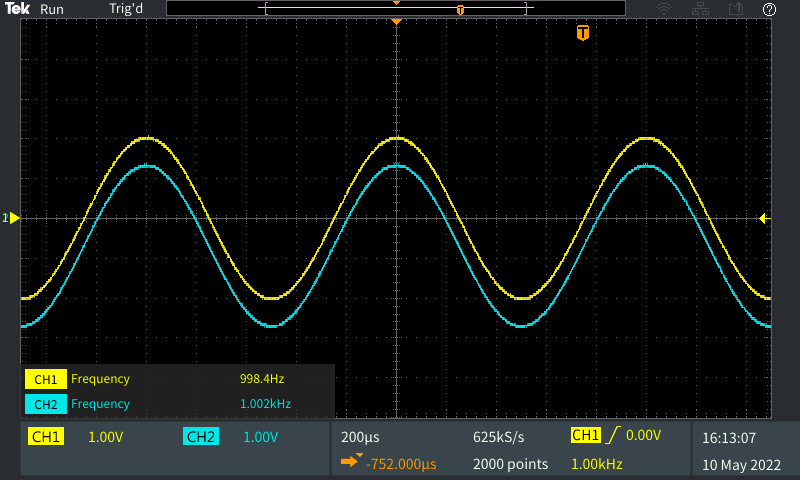 Tek Run Trig'd
T
T
CH1 Frequency 998.4Hz
CH2 Frequency 1.002kHz
CH1 1.00V CH2 1.00V 200µs 625kS/s CH1 0.00V 16:13:07
-752.000µs 2000 points 1.00kHz 10 May 2022